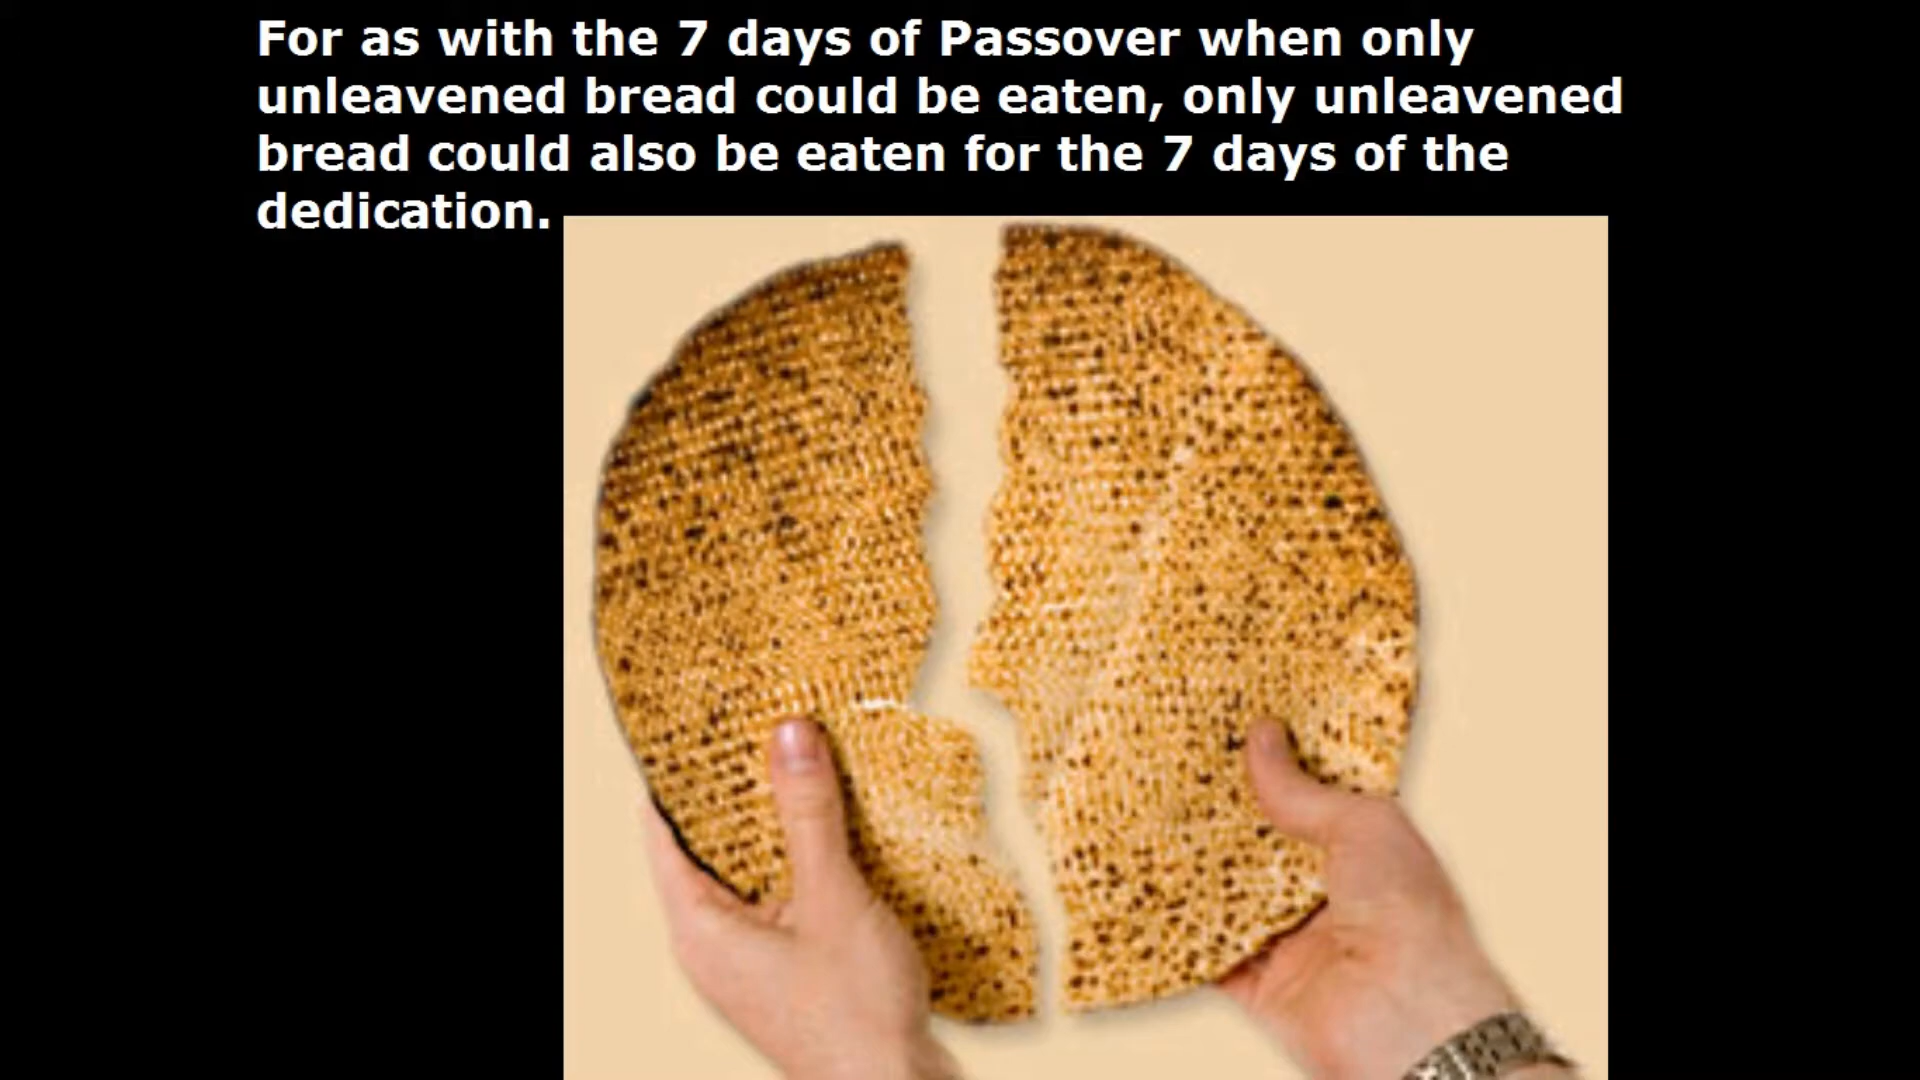 For as with the 7 days of Passover when only
unleavened bread could be eaten, only unleavened
bread could also be eaten for the 7 days of the
dedication.